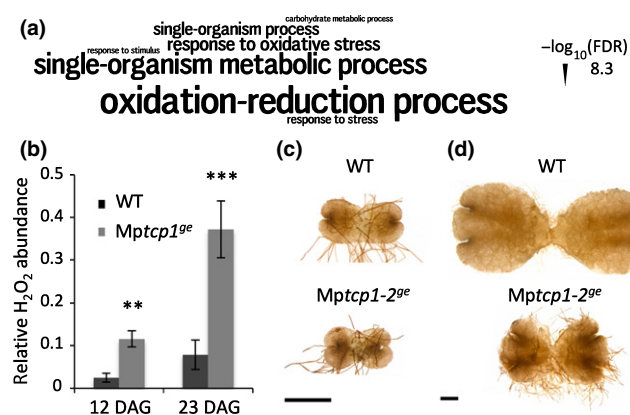 (a)
carbohydrate metabolic process
single-organism process
response to stimulus response to oxidative stress
single-organism metabolic process
oxidation-reduction process
response to stress
−log10(FDR)
8.3
(b)
Relative H2O2 abundance
0.5
0.4
0.3
0.2
0.1
0
WT
Mptcp1ge
**
***
12 DAG 23 DAG
(c)
WT
Mptcp1-2ge
(d)
WT
Mptcp1-2ge